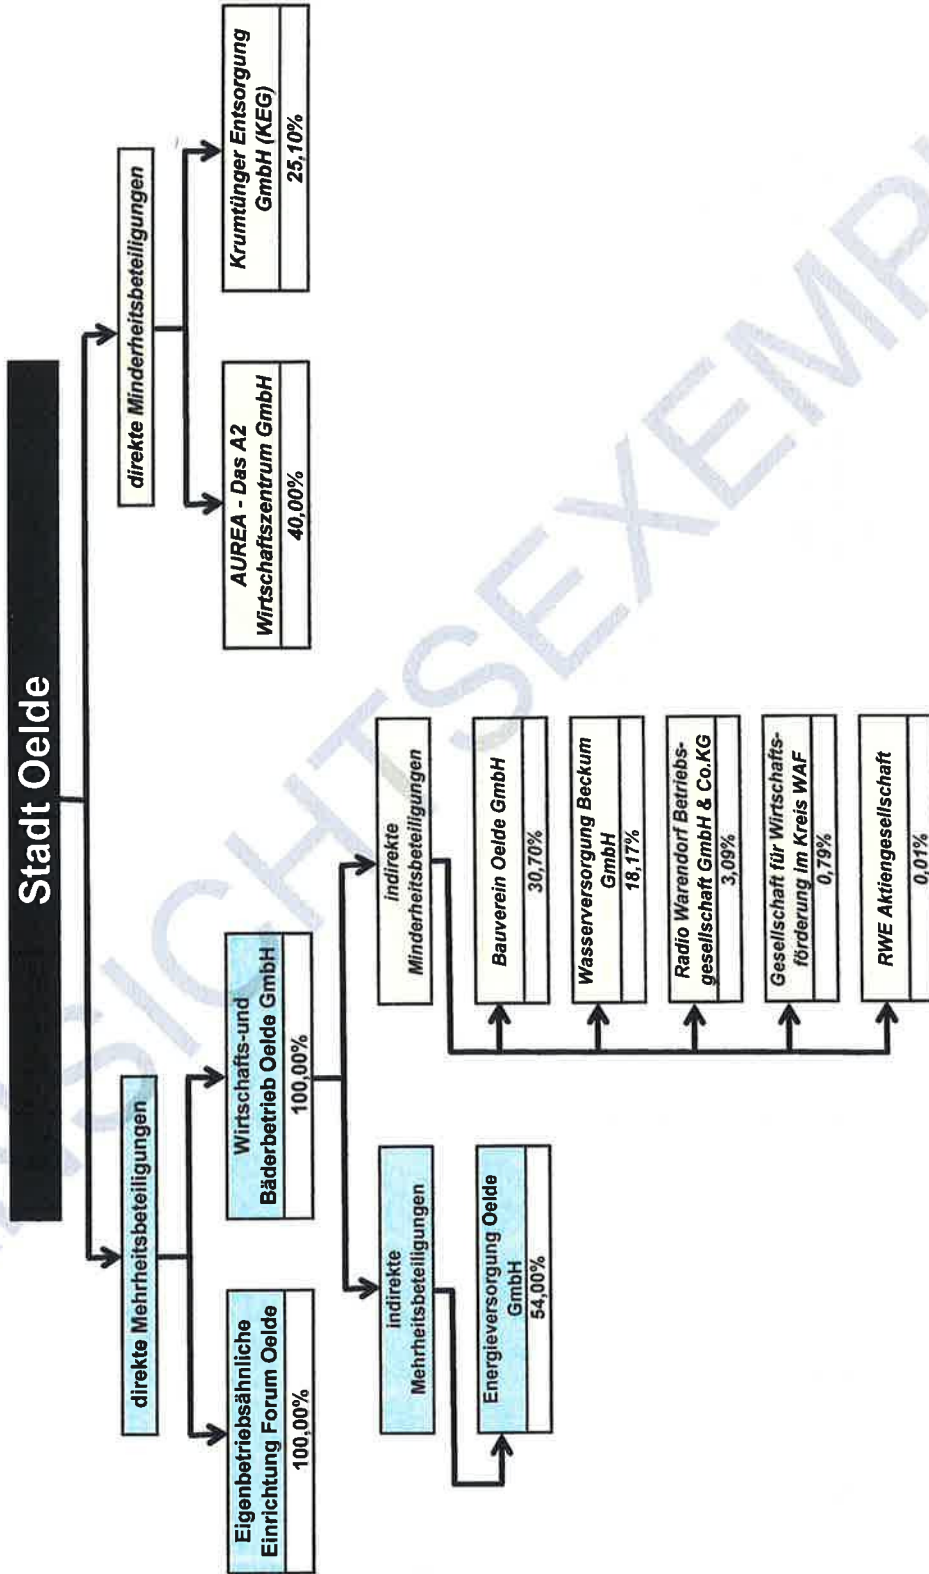 Stadt Oelde
direkte Mehrheitsbeteiligungen
direkte Minderheitsbeteiligungen
Eigenbetriebsähnliche
Einrichtung Forum Oelde
100,00%
Wirtschafts-und
Bäderbetrieb Oelde GmbH
100,00%
AUREA - Das A2
Wirtschaftszentrum GmbH
40,00%
Krumtünger Entsorgung
GmbH (KEG)
25,10%
indirekte
Mehrheitsbeteiligungen
indirekte
Minderheitsbeteiligungen
Energieversorgung Oelde
GmbH
54,00%
Bauverein Oelde GmbH
30,70%
Wasserversorgung Beckum
GmbH
18,17%
Radio Warendorf Betriebs-
gesellschaft GmbH & Co.KG
3,09%
Gesellschaft für Wirtschafts-
förderung im Kreis WAF
0,79%
RWE Aktiengesellschaft
0,01%
NSICHTSEXEMP